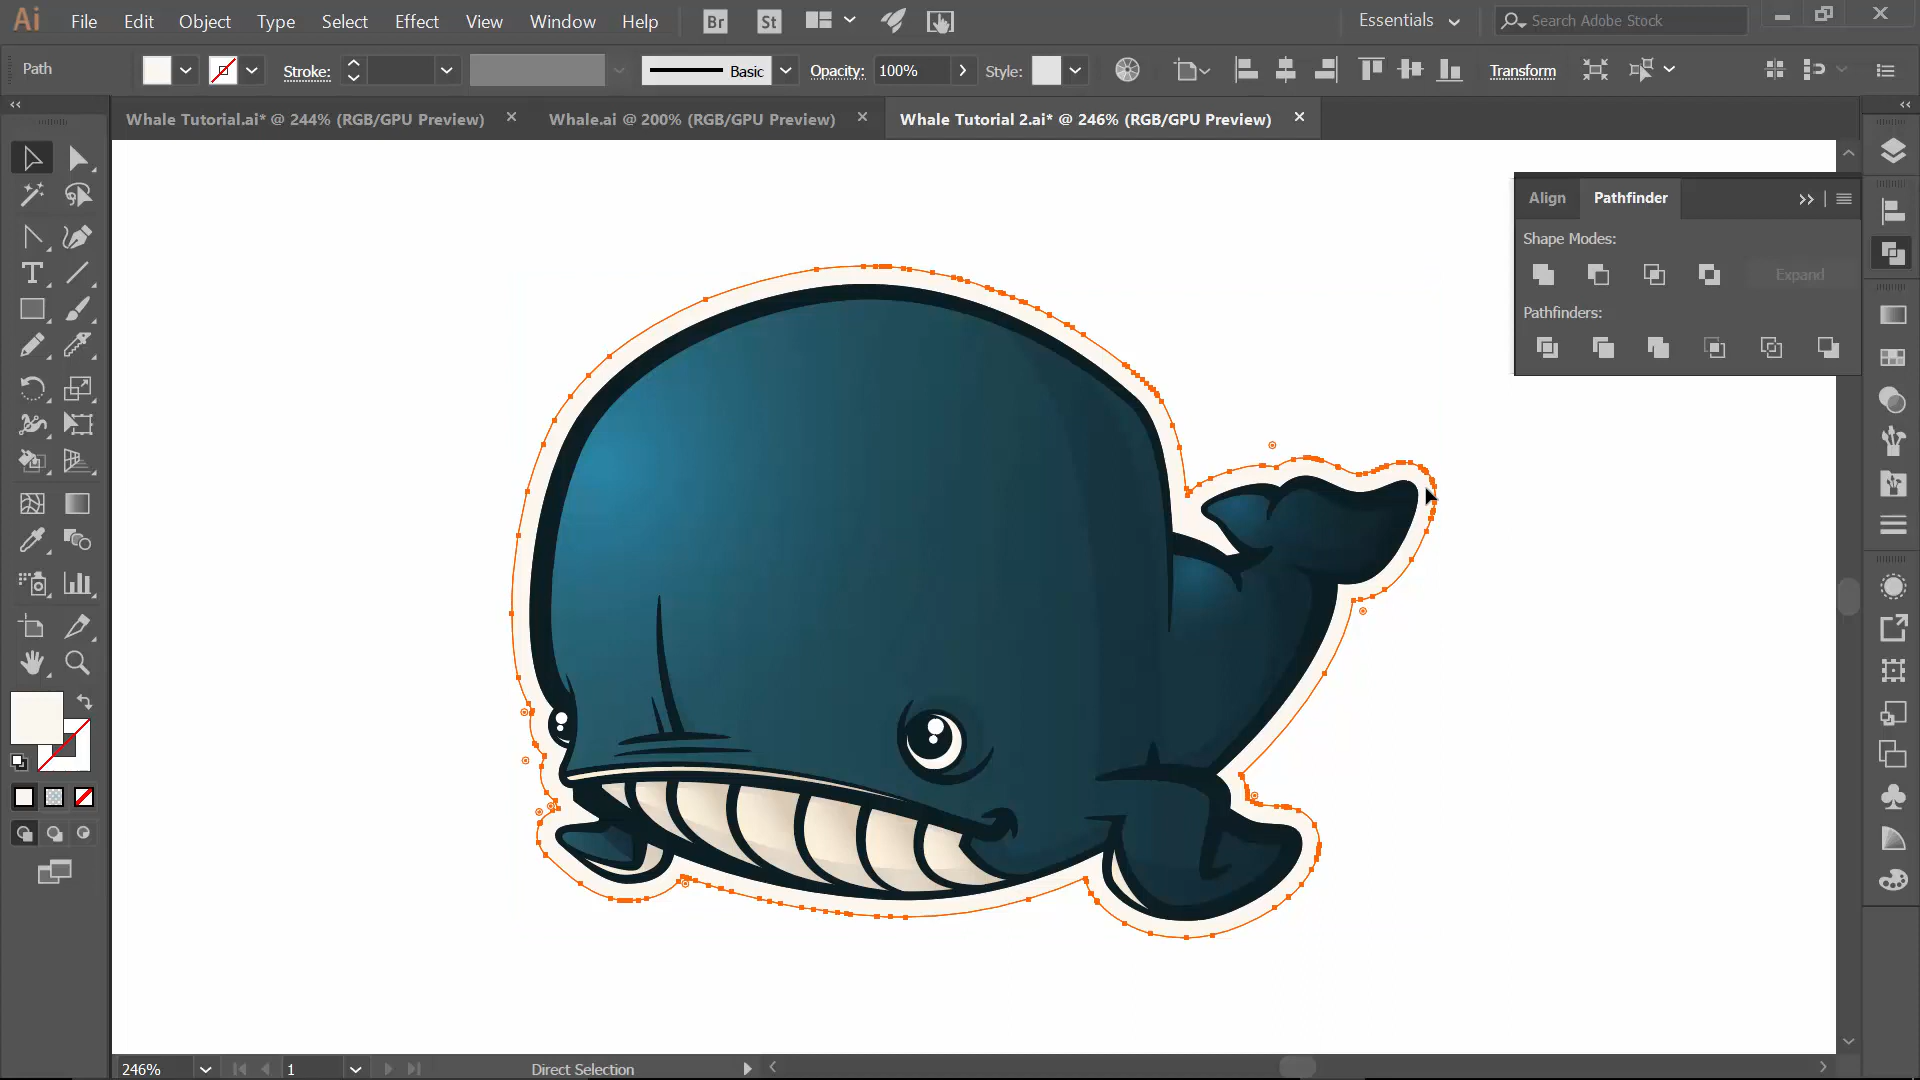 Ai File Edit Object Type Select Effect View Window Help Br St Essentials Search Adobe Stock
Path Stroke: Basic Opacity: 100% Style: Transform
Whale Tutorial.ai* @ 244% (RGB/GPU Preview) Whale.ai @ 200% (RGB/GPU Preview) Whale Tutorial 2.ai* @ 246% (RGB/GPU Preview)
Align Pathfinder
Shape Modes:
Expand
Pathfinders:
246% 1 Direct Selection